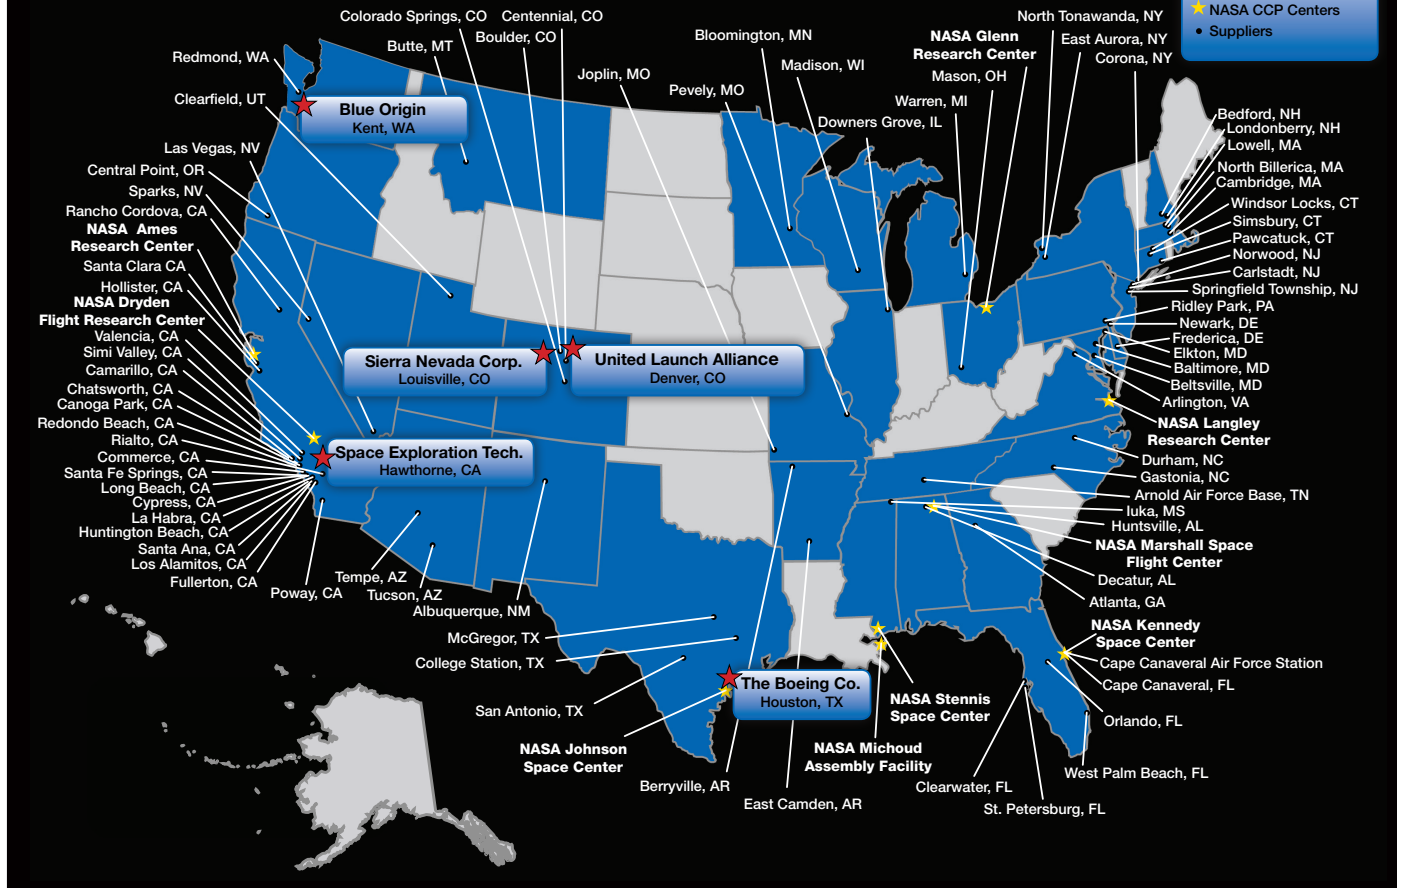 NASA CCP Centers
Suppliers
Colorado Springs, CO
Centennial, CO
Boulder, CO
Butte, MT
Redmond, WA
Clearfield, UT
Joplin, MO
Bloomington, MN
Madison, WI
Pevely, MO
Downers Grove, IL
Warren, MI
Mason, OH
NASA Glenn
Research Center
North Tonawanda, NY
East Aurora, NY
Corona, NY
Blue Origin
Kent, WA
Las Vegas, NV
Central Point, OR
Sparks, NV
Rancho Cordova, CA
NASA Ames
Research Center
Santa Clara CA
Hollister, CA
NASA Dryden
Flight Research Center
Valencia, CA
Simi Valley, CA
Camarillo, CA
Chatsworth, CA
Canoga Park, CA
Redondo Beach, CA
Rialto, CA
Commerce, CA
Santa Fe Springs, CA
Long Beach, CA
Cypress, CA
La Habra, CA
Huntington Beach, CA
Santa Ana, CA
Los Alamitos, CA
Fullerton, CA
Poway, CA
Tempe, AZ
Tucson, AZ
Albuquerque, NM
Sierra Nevada Corp.
Louisville, CO
United Launch Alliance
Denver, CO
Space Exploration Tech.
Hawthorne, CA
Bedford, NH
Londonberry, NH
Lowell, MA
North Billerica, MA
Cambridge, MA
Windsor Locks, CT
Simsbury, CT
Pawcatuck, CT
Norwood, NJ
Carlstadt, NJ
Springfield Township, NJ
Ridley Park, PA
Newark, DE
Frederica, DE
Elkton, MD
Baltimore, MD
Beltsville, MD
Arlington, VA
NASA Langley
Research Center
Durham, NC
Gastonia, NC
Arnold Air Force Base, TN
Iuka, MS
Huntsville, AL
NASA Marshall Space
Flight Center
Decatur, AL
Atlanta, GA
NASA Kennedy
Space Center
Cape Canaveral Air Force Station
Cape Canaveral, FL
Orlando, FL
West Palm Beach, FL
St. Petersburg, FL
Clearwater, FL
NASA Stennis
Space Center
NASA Michoud
Assembly Facility
The Boeing Co.
Houston, TX
McGregor, TX
College Station, TX
San Antonio, TX
NASA Johnson
Space Center
Berryville, AR
East Camden, AR